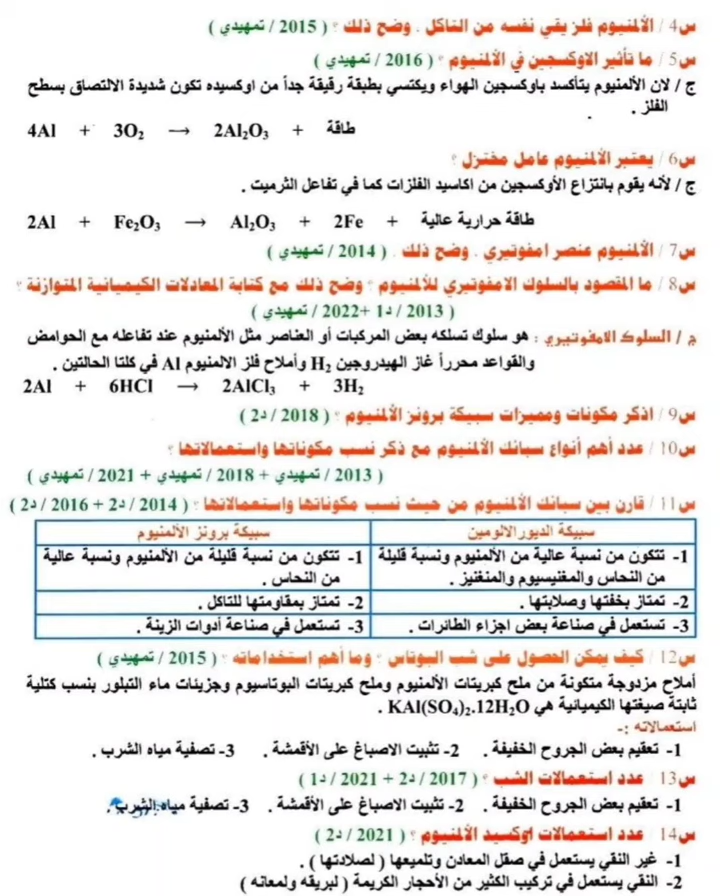 س4 / الألمنيوم فلز يقي نفسه من التاكل . وضح ذلك ؟ ( 2015 / تمهيدي )
س5 / ما تأثير الاوكسجين في الألمنيوم ؟ ( 2016 / تمهيدي )
ج / لان الألمنيوم يتأكسد باوكسجين الهواء ويكتسي بطبقة رقيقة جداً من اوكسيده تكون شديدة الالتصاق بسطح
الفلز .
4Al + 3O₂ → 2Al₂O₃ + طاقة
س6 / يعتبر الألمنيوم عامل مختزل ؟
ج / لأنه يقوم بانتزاع الأوكسجين من اكاسيد الفلزات كما في تفاعل الثرميت .
2Al + Fe₂O₃ → Al₂O₃ + 2Fe + طاقة حرارية عالية
س7 / الألمنيوم عنصر امفوتيري . وضح ذلك . ( 2014 / تمهيدي )
س8 / ما المقصود بالسلوك الامفوتيري للألمنيوم ؟ وضح ذلك مع كتابة المعادلات الكيميائية المتوازنة ؟
( 2013 / د1 +2022 / تمهيدي )
ج / السلوك الامفوتيري : هو سلوك تسلكه بعض المركبات أو العناصر مثل الألمنيوم عند تفاعله مع الحوامض
والقواعد محرراً غاز الهيدروجين H₂ وأملاح فلز الالمنيوم Al في كلتا الحالتين .
2Al + 6HCl → 2AlCl₃ + 3H₂
س9 / اذكر مكونات ومميزات سبيكة برونز الألمنيوم ؟ ( 2018 / د2 )
س10 / عدد أهم أنواع سبائك الألمنيوم مع ذكر نسب مكوناتها واستعمالاتها ؟
( 2013 / تمهيدي + 2018 / تمهيدي + 2021 / تمهيدي )
س11 / قارن بين سبائك الألمنيوم من حيث نسب مكوناتها واستعمالاتها ؟ ( 2014 / د2 + 2016 / د2 )
سبيكة الديور الالومين سبيكة برونز الألمنيوم
1- تتكون من نسبة عالية من الألمنيوم ونسبة قليلة 1- تتكون من نسبة قليلة من الألمنيوم ونسبة عالية
من النحاس والمغنيسيوم والمنغنيز . من النحاس .
2- تمتاز بخفتها وصلابتها . 2- تمتاز بمقاومتها للتاكل .
3- تستعمل في صناعة بعض اجزاء الطائرات . 3- تستعمل في صناعة أدوات الزينة .
س12 / كيف يمكن الحصول على شب البوتاس ؟ وما أهم استخداماته ؟ ( 2015 / تمهيدي )
أملاح مزدوجة متكونة من ملح كبريتات الألمنيوم وملح كبريتات البوتاسيوم وجزيئات ماء التبلور بنسب كتلية
ثابتة صيغتها الكيميائية هي KAl(SO₄)₂.12H₂O .
استعمالاته :-
1- تعقيم بعض الجروح الخفيفة . 2- تثبيت الاصباغ على الأقمشة . 3- تصفية مياه الشرب .
س13 عدد استعمالات الشب ؟ ( 2017 / د2 + 2021 / د1 )
1- تعقيم بعض الجروح الخفيفة . 2- تثبيت الاصباغ على الأقمشة . 3- تصفية مياه الشرب .
س14 عدد استعمالات اوكسيد الألمنيوم ؟ ( 2021 / د2 )
1- غير النقي يستعمل في صقل المعادن وتلميعها ( لصلادتها ) .
2- النقي يستعمل في تركيب الكثير من الأحجار الكريمة ( لبريقه ولمعانه )